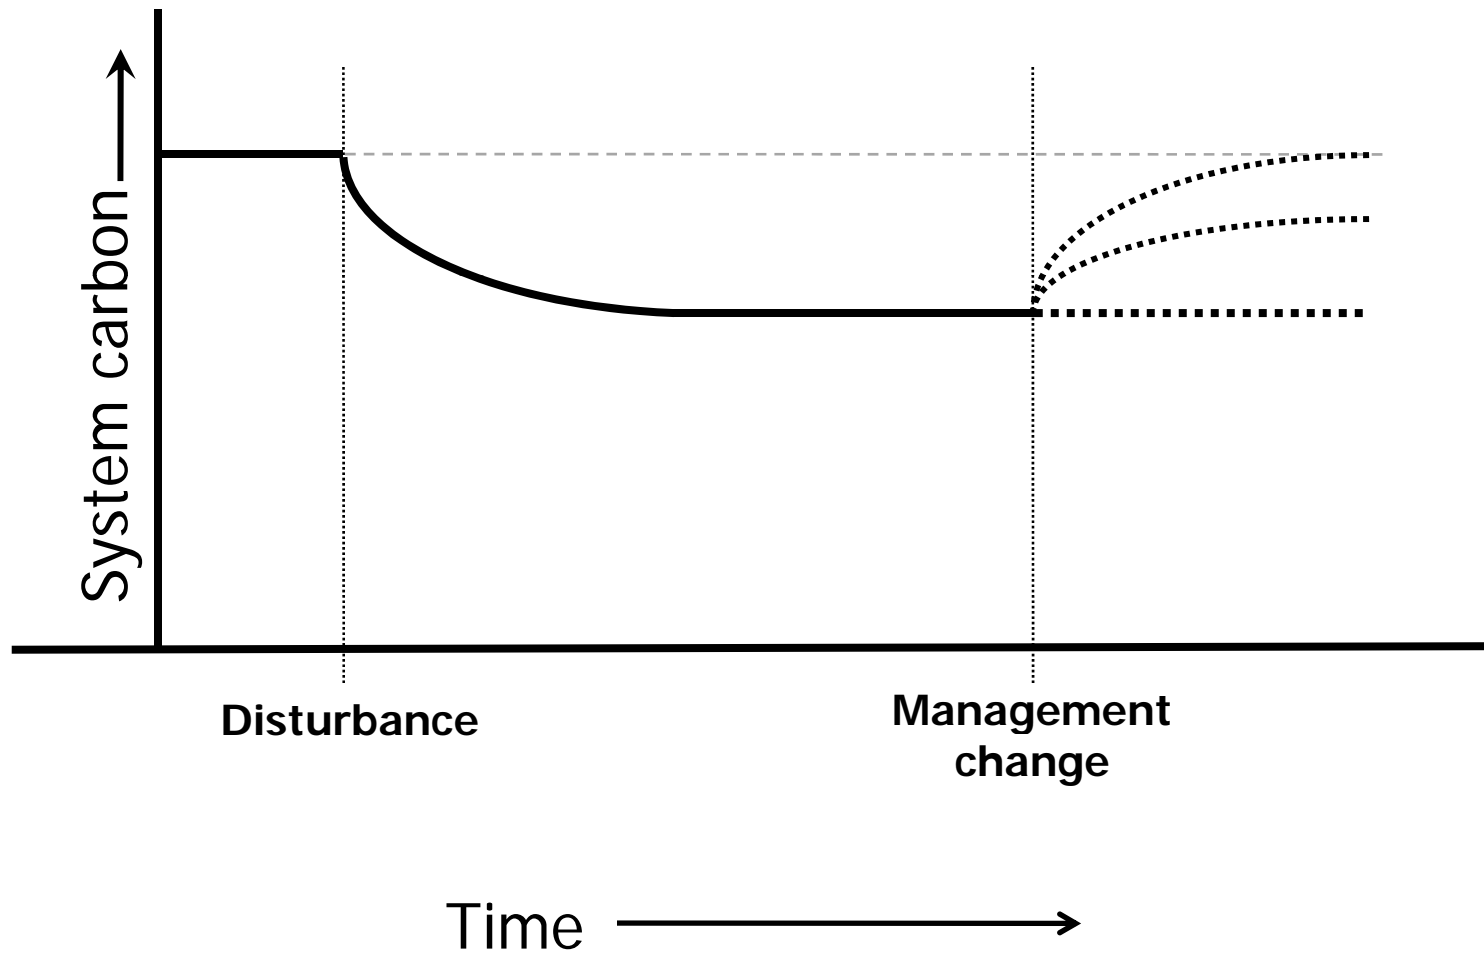 System carbon
Disturbance
Management
change
Time